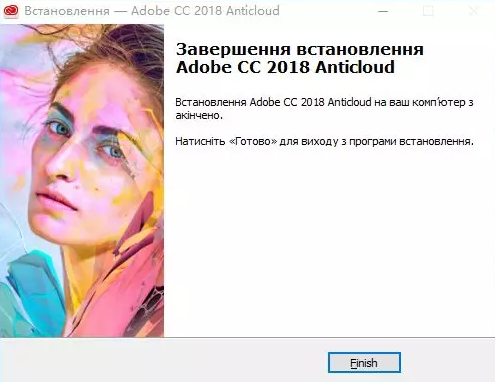 Встановлення — Adobe CC 2018 Anticloud
Завершення встановлення
Adobe CC 2018 Anticloud
Встановлення Adobe CC 2018 Anticloud на ваш комп'ютер з
акінчено.
Натисніть «Готово» для виходу з програми встановлення.
Finish